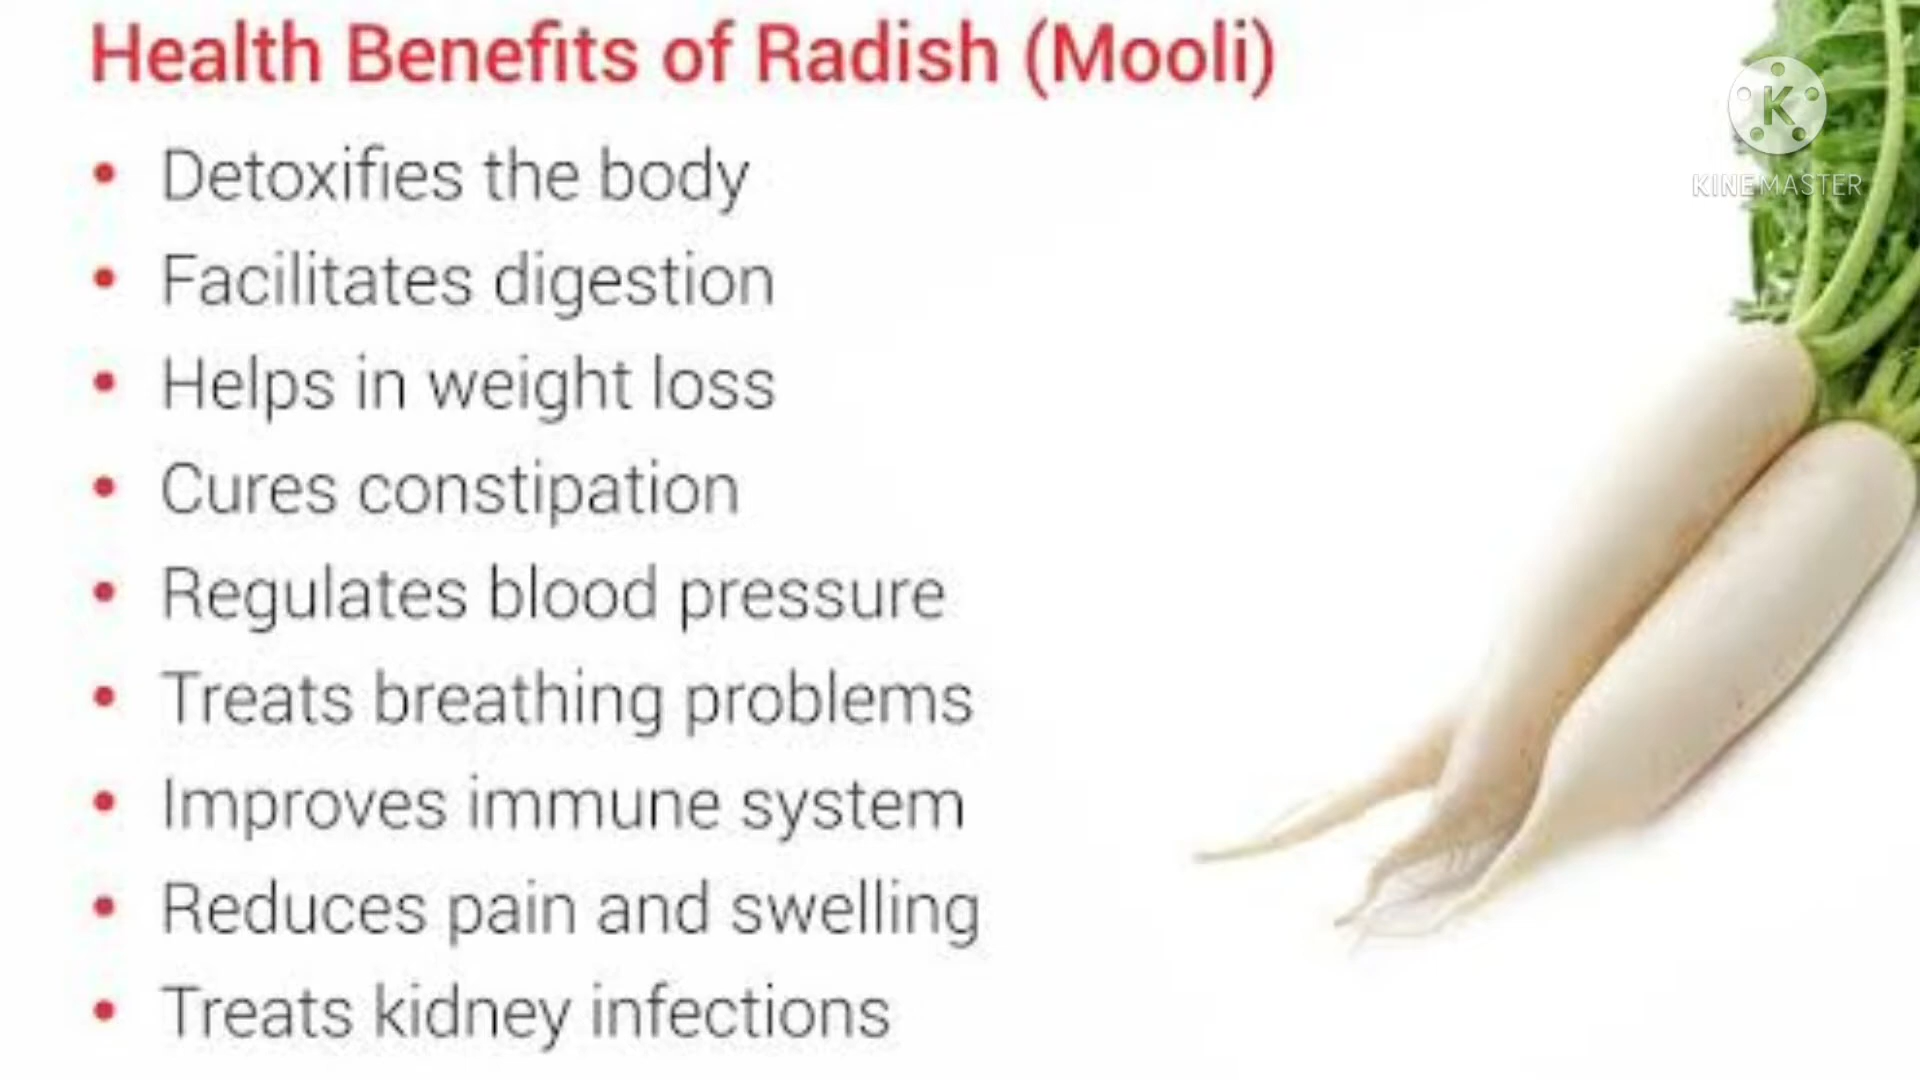 Health Benefits of Radish (Mooli)
• Detoxifies the body
• Facilitates digestion
• Helps in weight loss
• Cures constipation
• Regulates blood pressure
• Treats breathing problems
• Improves immune system
• Reduces pain and swelling
• Treats kidney infections
K
KINEMASTER